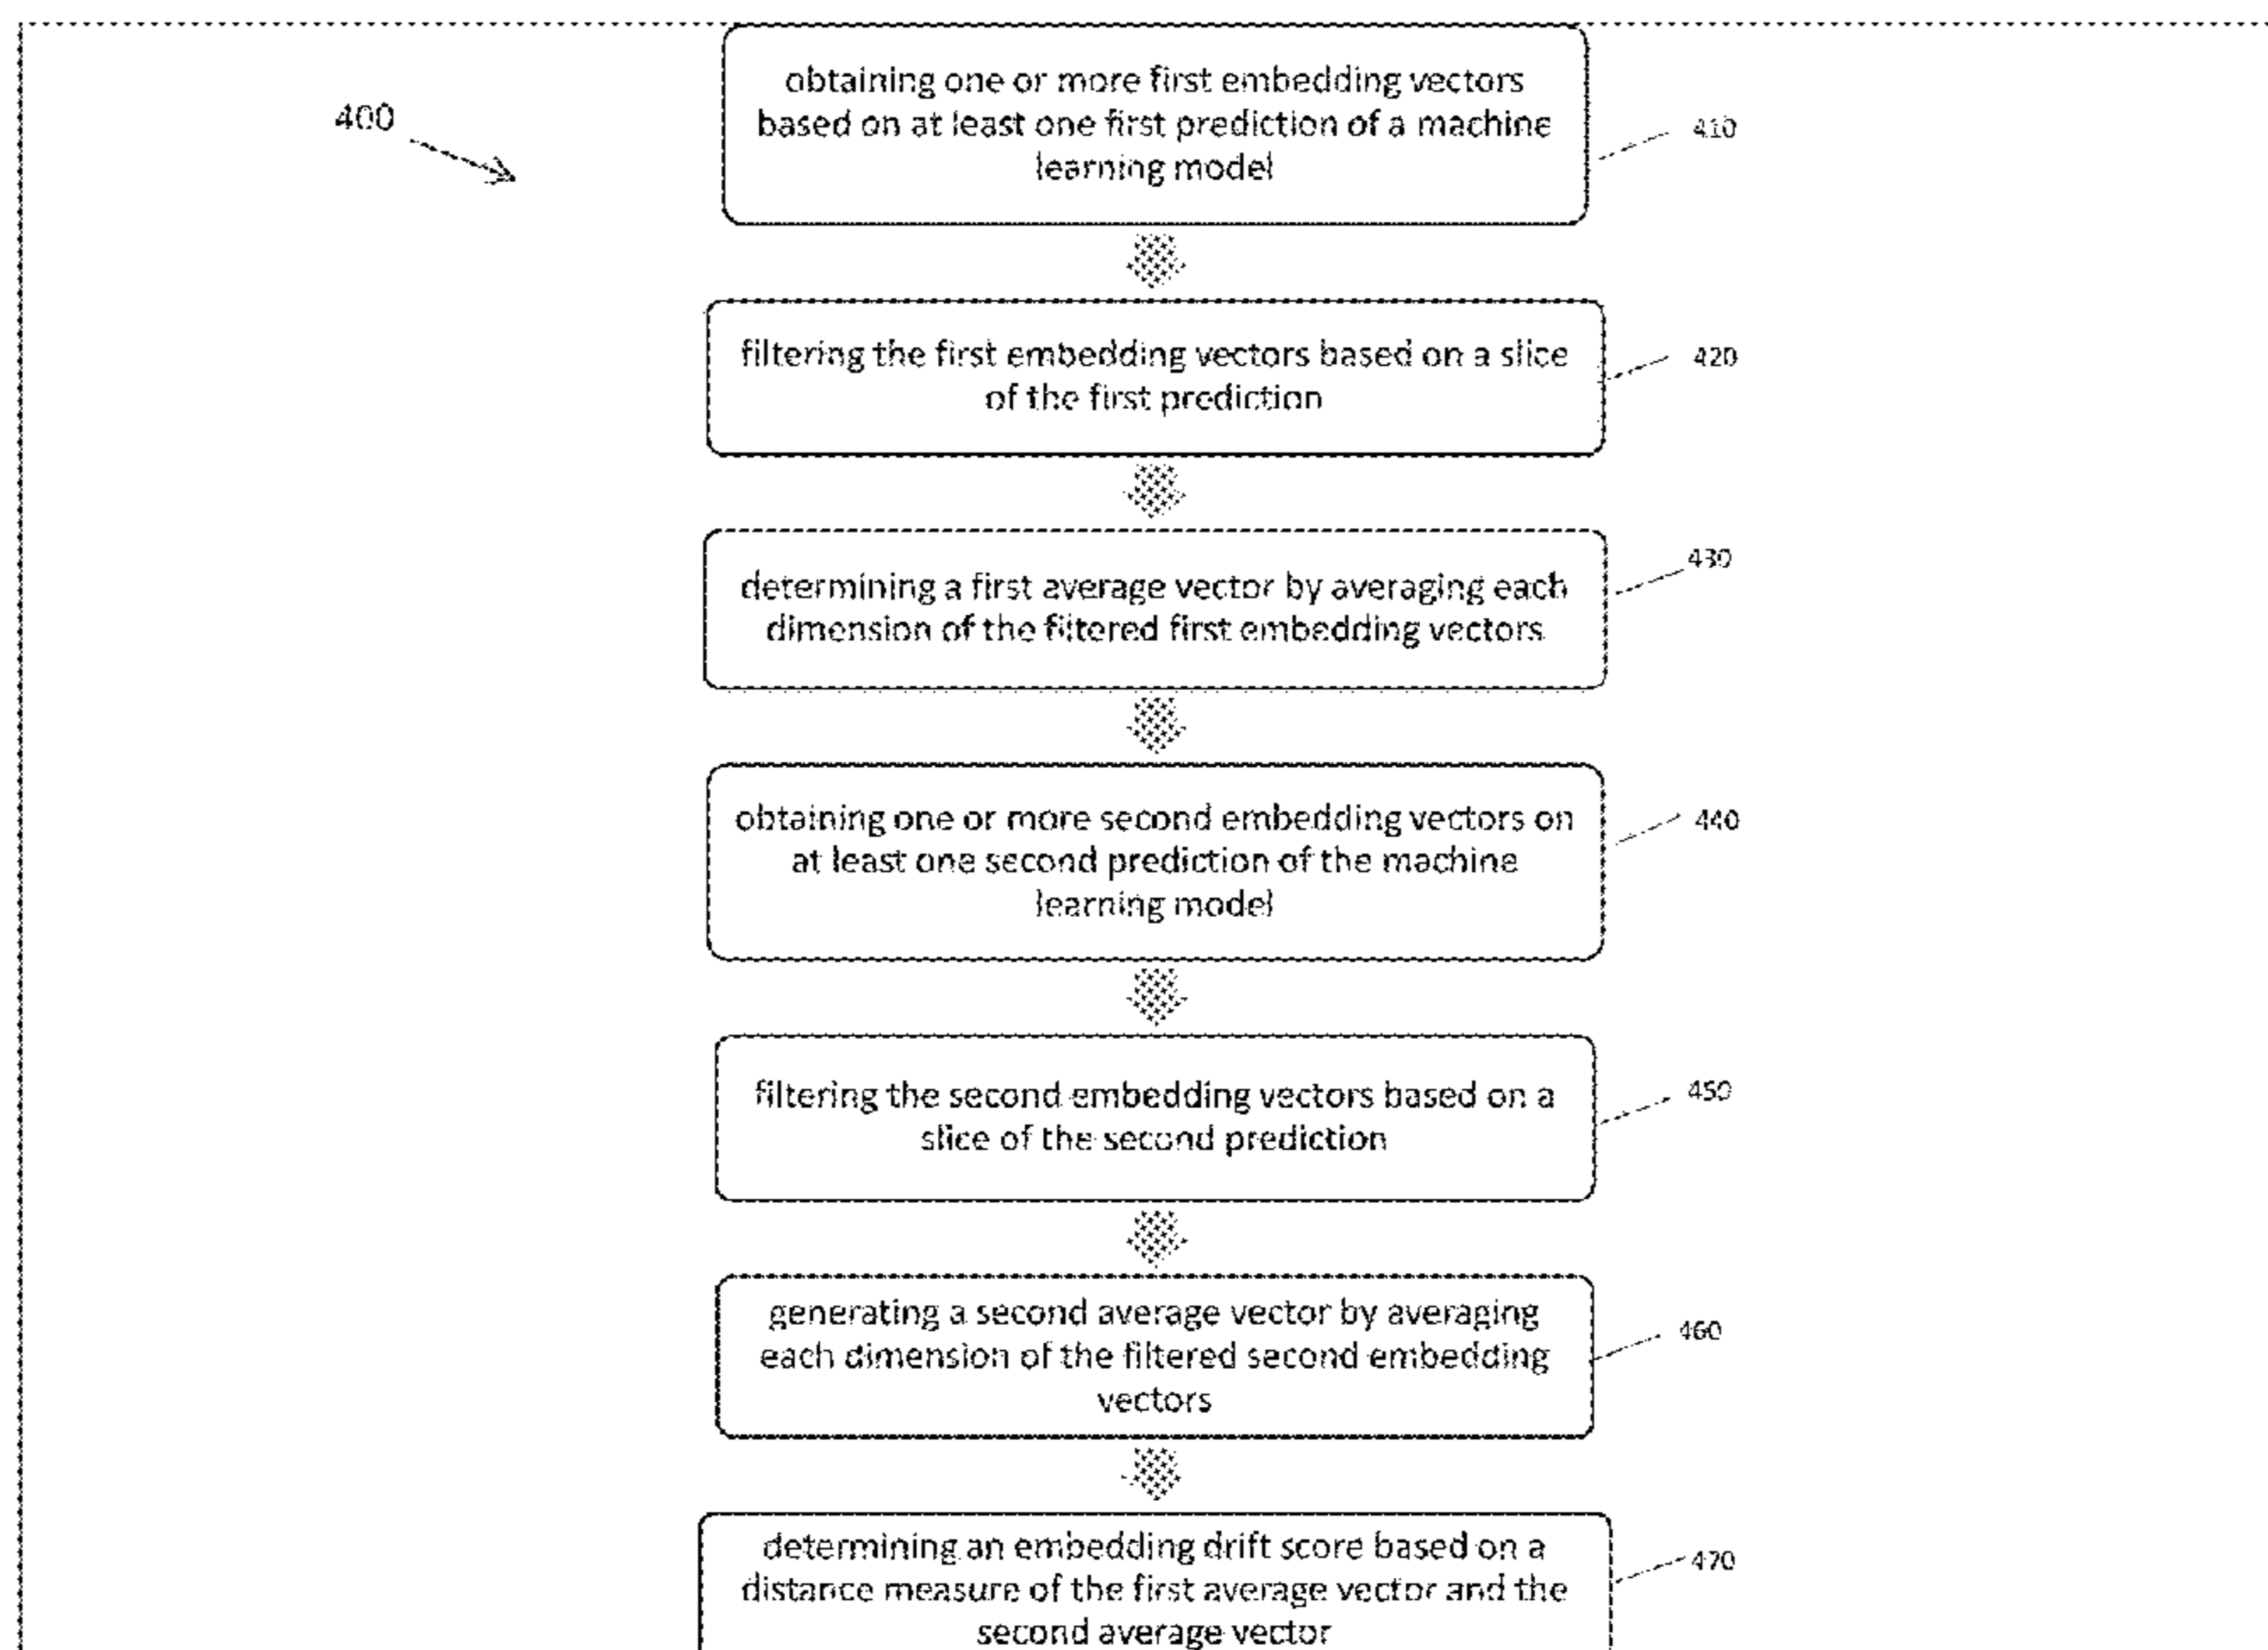 400
obtaining one or more first embedding vectors
based on at least one first prediction of a machine
learning model
410
filtering the first embedding vectors based on a slice
of the first prediction
420
determining a first average vector by averaging each
dimension of the filtered first embedding vectors
430
obtaining one or more second embedding vectors on
at least one second prediction of the machine
learning model
440
filtering the second embedding vectors based on a
slice of the second prediction
450
generating a second average vector by averaging
each dimension of the filtered second embedding
vectors
460
determining an embedding drift score based on a
distance measure of the first average vector and the
second average vector
470